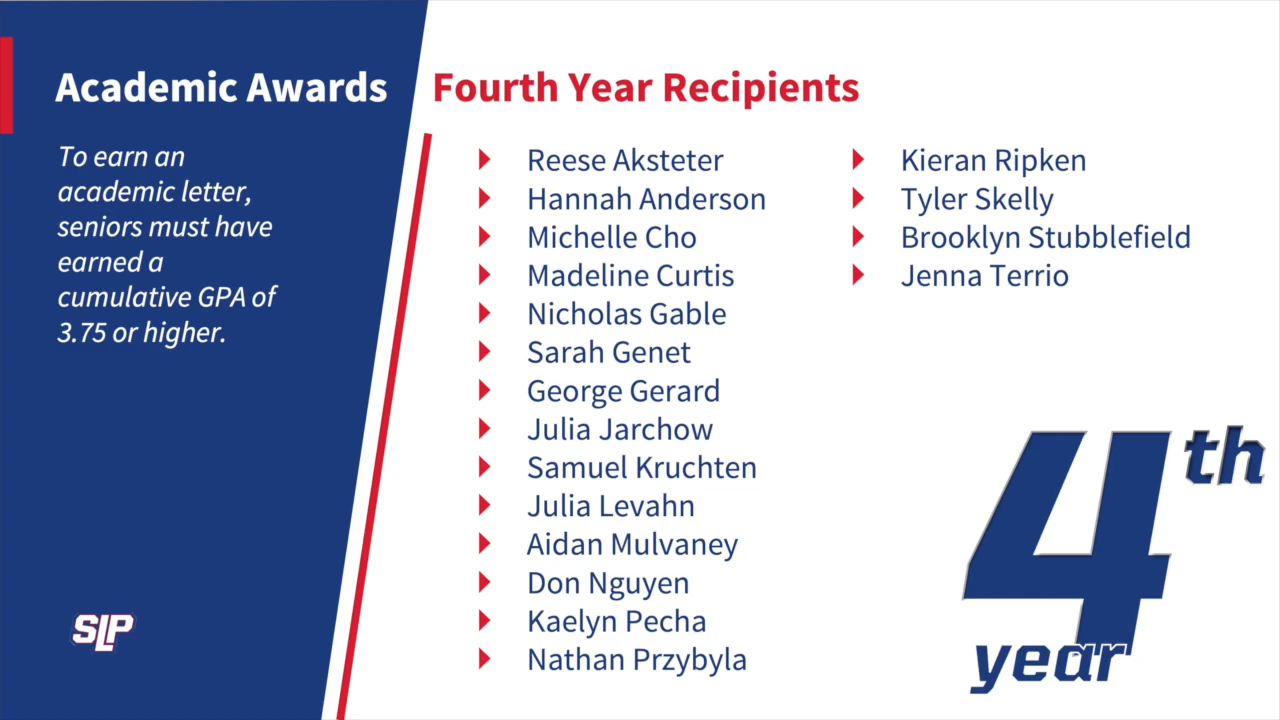 Academic Awards
To earn an
academic letter,
seniors must have
earned a
cumulative GPA of
3.75 or higher.
SLP
Fourth Year Recipients
Reese Aksteter
Hannah Anderson
Michelle Cho
Madeline Curtis
Nicholas Gable
Sarah Genet
George Gerard
Julia Jarchow
Samuel Kruchten
Julia Levahn
Aidan Mulvaney
Don Nguyen
Kaelyn Pecha
Nathan Przybyla
Kieran Ripken
Tyler Skelly
Brooklyn Stubblefield
Jenna Terrio
4th
year